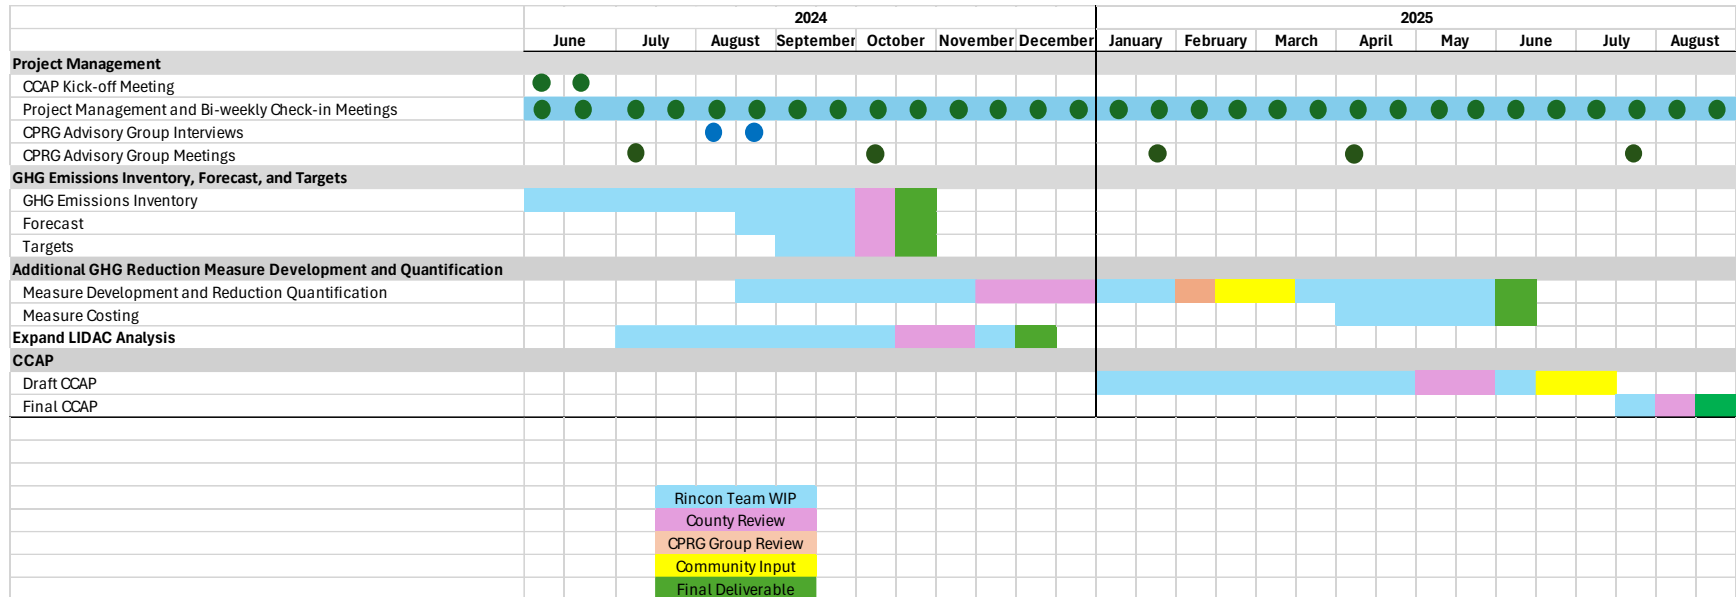 2024 2025
June July August September October November December January February March April May June July August
Project Management
CCAP Kick-off Meeting
Project Management and Bi-weekly Check-in Meetings
CPRG Advisory Group Interviews
CPRG Advisory Group Meetings
GHG Emissions Inventory, Forecast, and Targets
GHG Emissions Inventory
Forecast
Targets
Additional GHG Reduction Measure Development and Quantification
Measure Development and Reduction Quantification
Measure Costing
Expand LIDAC Analysis
CCAP
Draft CCAP
Final CCAP
Rincon Team WIP
County Review
CPRG Group Review
Community Input
Final Deliverable